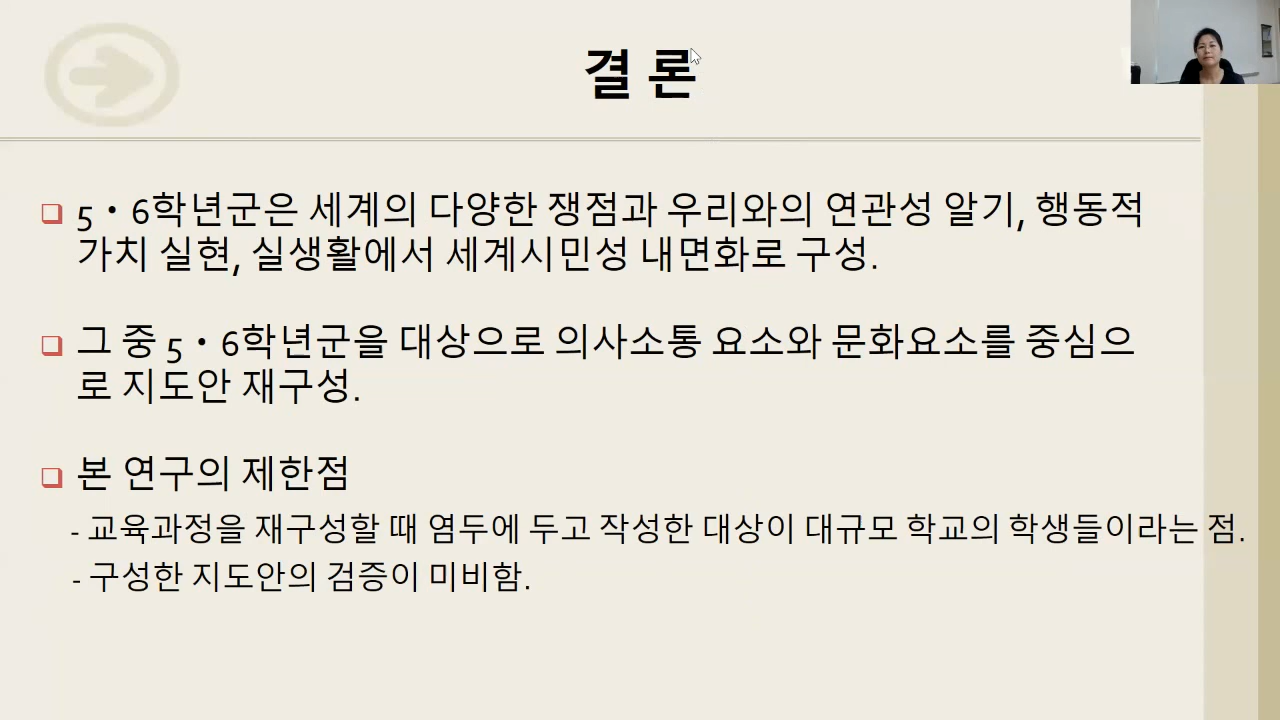 결 론
5・6학년군은 세계의 다양한 쟁점과 우리와의 연관성 알기, 행동적
가치 실현, 실생활에서 세계시민성 내면화로 구성.
그 중 5・6학년군을 대상으로 의사소통 요소와 문화요소를 중심으
로 지도안 재구성.
본 연구의 제한점
- 교육과정을 재구성할 때 염두에 두고 작성한 대상이 대규모 학교의 학생들이라는 점.
- 구성한 지도안의 검증이 미비함.